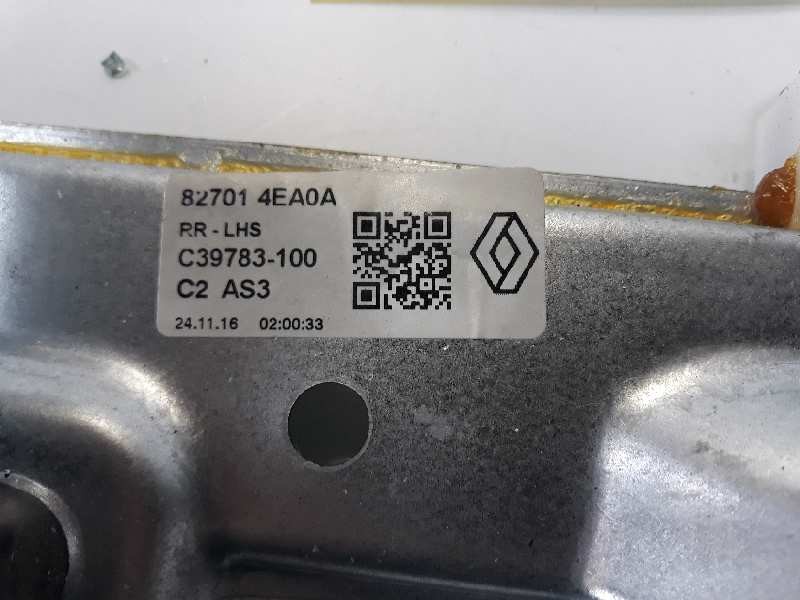 82701 4EA0A
RR - LHS
C39783-100
C2 AS3
24.11.16 02:00:33